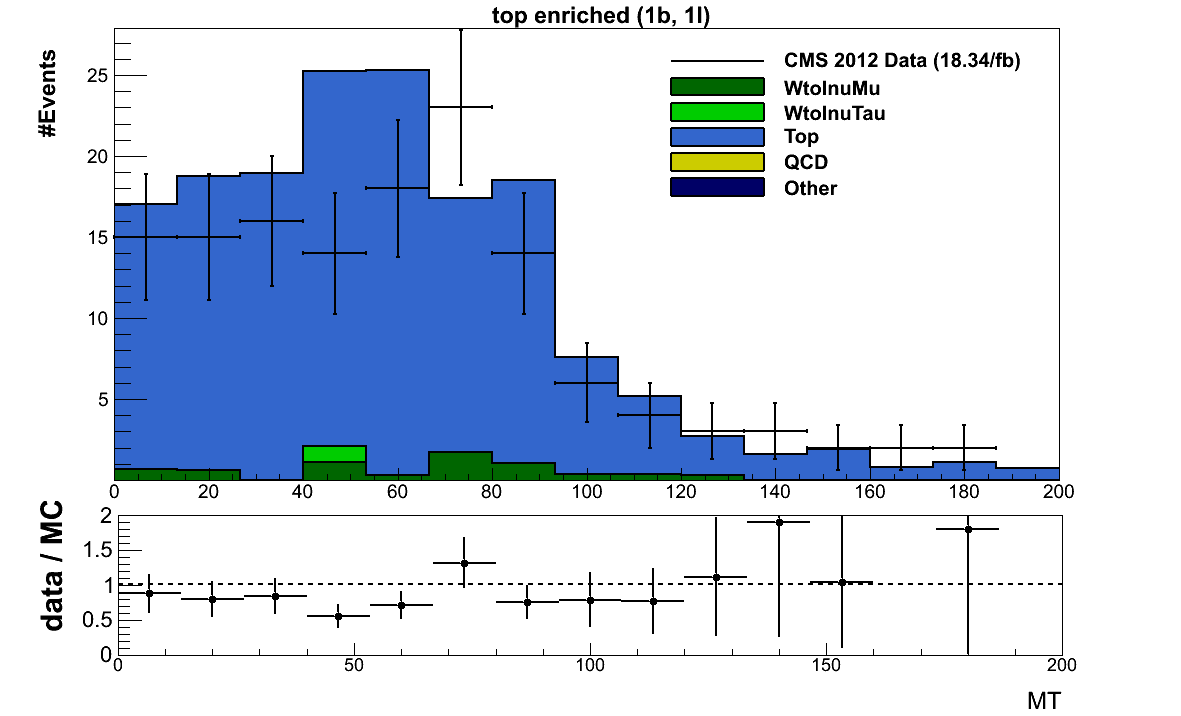 top enriched (1b, 1l)
#Events
25
20
15
10
5
CMS 2012 Data (18.34/fb)
WtolnuMu
WtolnuTau
Top
QCD
Other
0 20 40 60 80 100 120 140 160 180 200
data / MC
2
1.5
1
0.5
0
0 50 100 150 200
MT